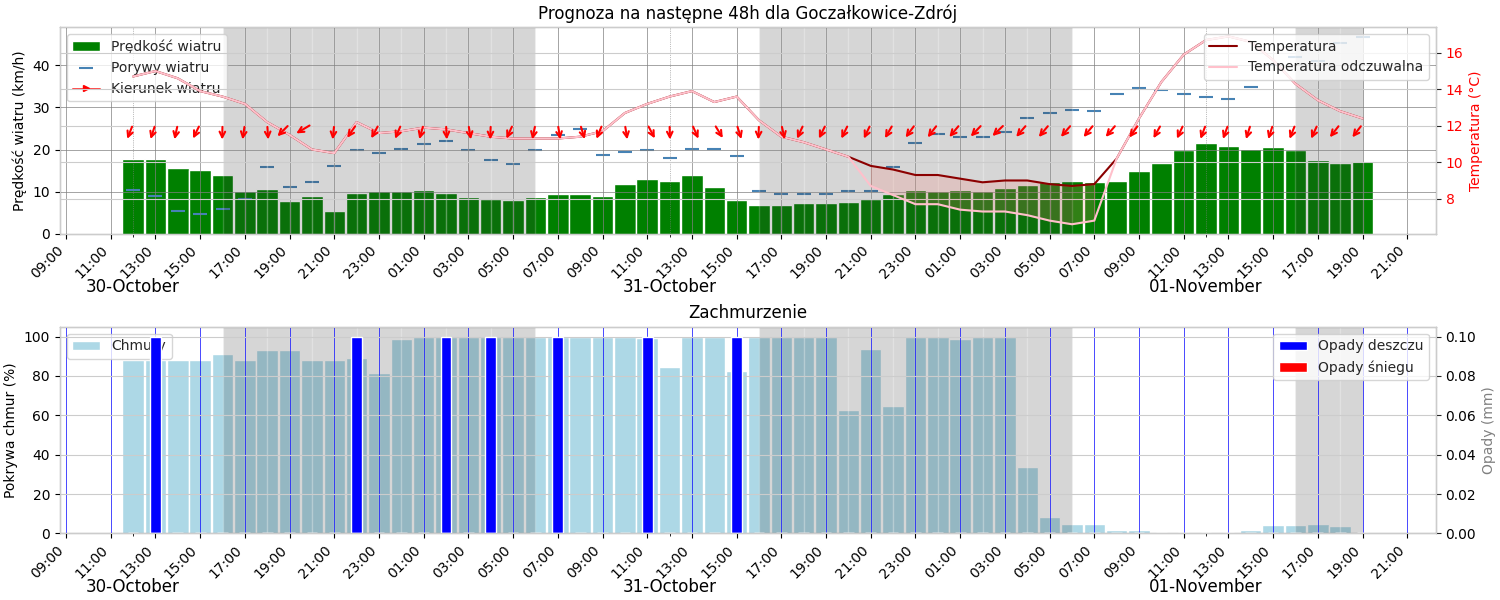 Prognoza na następne 48h dla Goczałkowice-Zdrój
Prędkość wiatru (km/h)
Prędkość wiatru
Porywy wiatru
Kierunek wiatru
Temperatura
Temperatura odczuwalna
Temperatura (°C)
40
30
20
10
0
16
14
12
10
8
09:00 11:00 13:00 15:00 17:00 19:00 21:00 23:00 01:00 03:00 05:00 07:00 09:00 11:00 13:00 15:00 17:00 19:00 21:00 23:00 01:00 03:00 05:00 07:00 09:00 11:00 13:00 15:00 17:00 19:00 21:00
30-October 31-October 01-November
Zachmurzenie
Pokrywa chmur (%)
Chmury
Opady deszczu
Opady śniegu
Opady (mm)
100
80
60
40
20
0
0.10
0.08
0.06
0.04
0.02
0.00
09:00 11:00 13:00 15:00 17:00 19:00 21:00 23:00 01:00 03:00 05:00 07:00 09:00 11:00 13:00 15:00 17:00 19:00 21:00 23:00 01:00 03:00 05:00 07:00 09:00 11:00 13:00 15:00 17:00 19:00 21:00
30-October 31-October 01-November